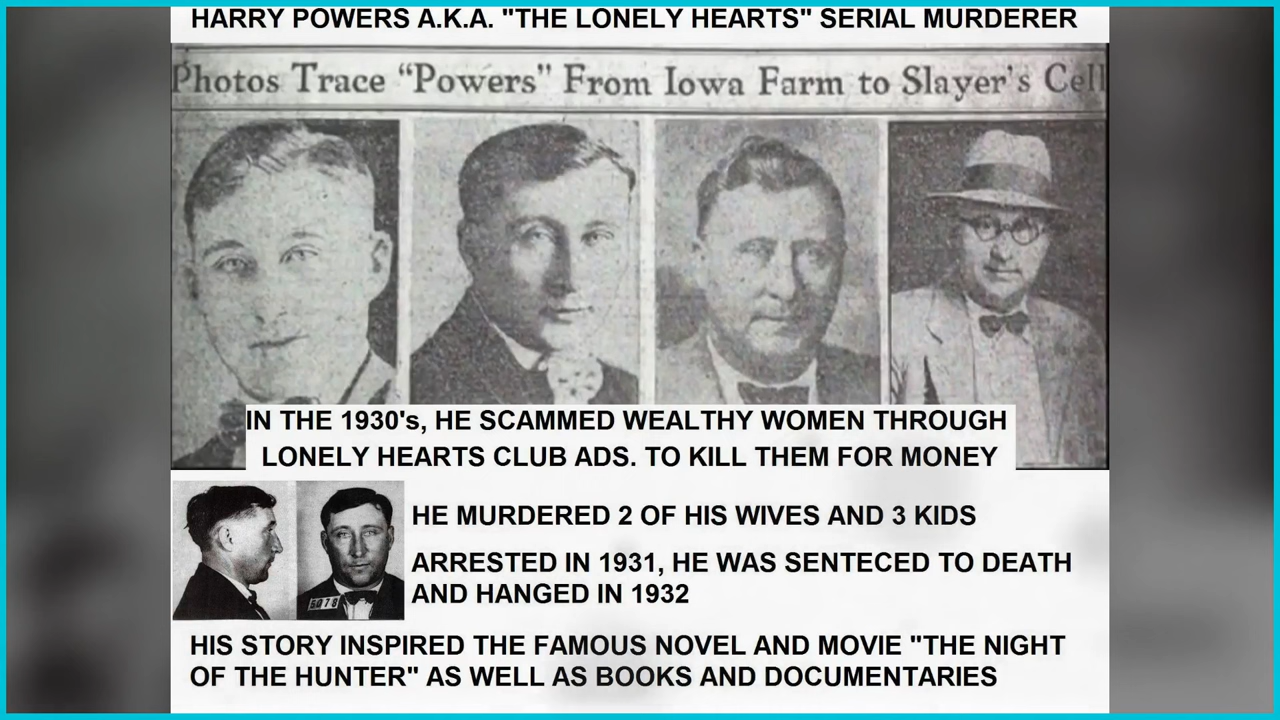 HARRY POWERS A.K.A. "THE LONELY HEARTS" SERIAL MURDERER
Photos Trace “Powers” From Iowa Farm to Slayer's Cell
IN THE 1930's, HE SCAMMED WEALTHY WOMEN THROUGH
LONELY HEARTS CLUB ADS. TO KILL THEM FOR MONEY
HE MURDERED 2 OF HIS WIVES AND 3 KIDS
ARRESTED IN 1931, HE WAS SENTECED TO DEATH
AND HANGED IN 1932
HIS STORY INSPIRED THE FAMOUS NOVEL AND MOVIE "THE NIGHT
OF THE HUNTER" AS WELL AS BOOKS AND DOCUMENTARIES